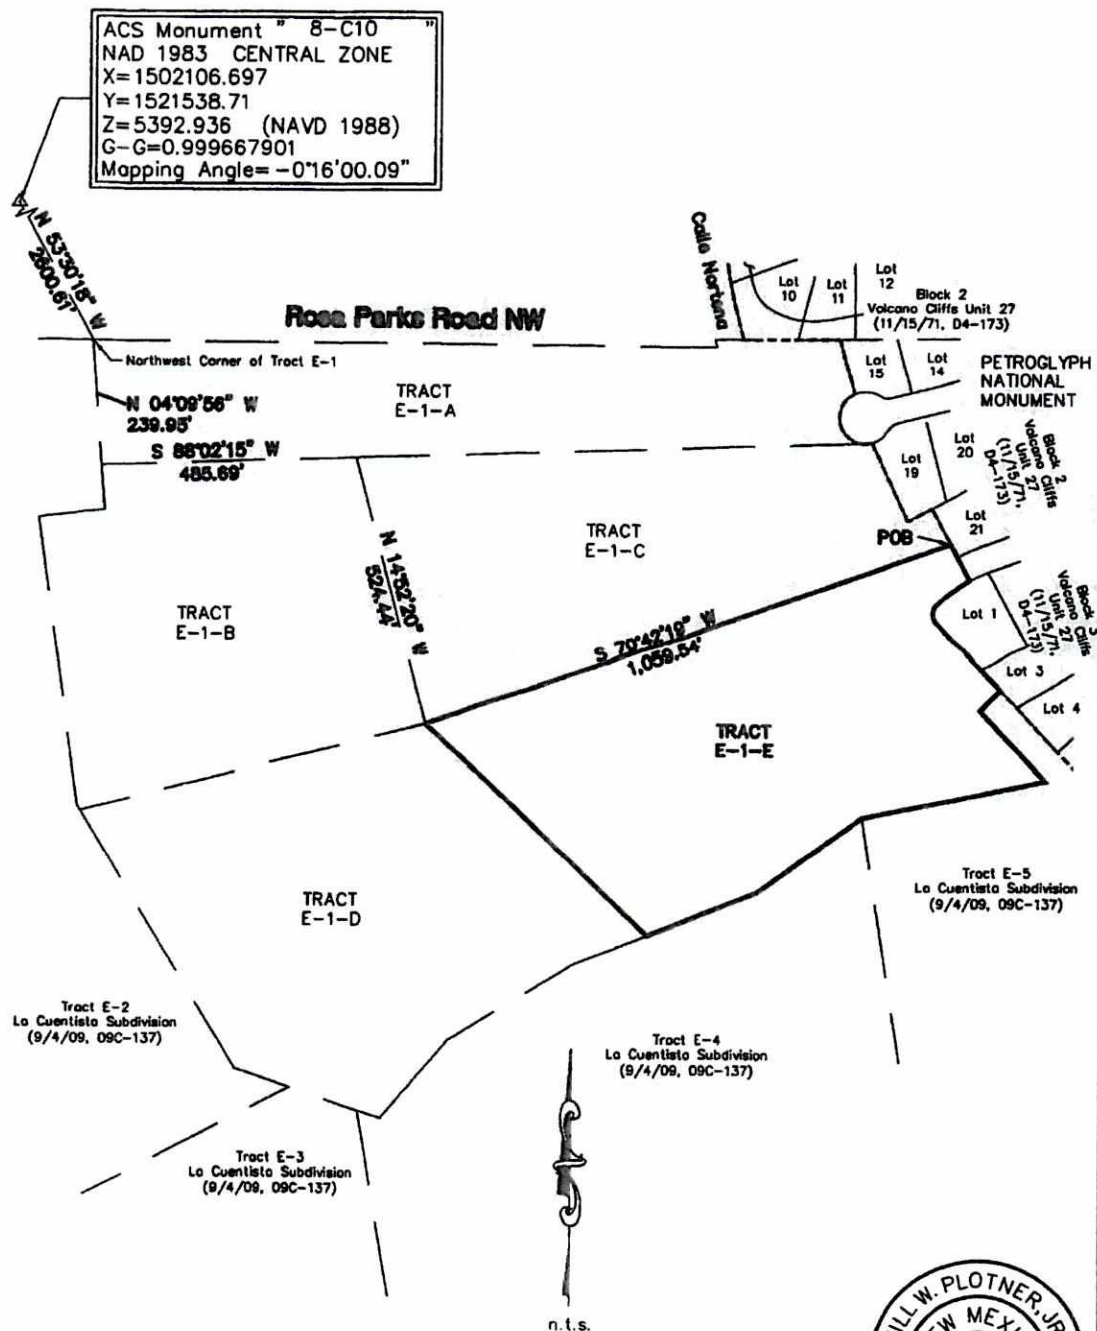 ACS Monument " 8-C10 "
NAD 1983 CENTRAL ZONE
X=1502106.697
Y=1521538.71
Z=5392.936 (NAVD 1988)
G-G=0.999667901
Mapping Angle= -0°16'00.09"
N 53°30'18" W
2600.67'
Rosa Parks Road NW
Calle Nortena
Lot
10
Lot
11
Lot
12
Block 2
Volcano Cliffs Unit 27
(11/15/71, D4-173)
Northwest Corner of Tract E-1
N 04°09'56" W
239.95'
TRACT
E-1-A
Lot
15
Lot
14
PETROGLYPH
NATIONAL
MONUMENT
S 88°02'15" W
485.69'
Lot
19
Lot
20
Block 2
Volcano Cliffs
Unit 27
(11/15/71,
D4-173)
Lot
21
TRACT
E-1-C
POB
N 14°52'20" W
524.44'
TRACT
E-1-B
S 70°42'19" W
1,059.54'
Lot 1
Block 3
Volcano Cliffs
Unit 27
(11/15/71,
D4-173)
Lot 3
Lot 4
TRACT
E-1-E
TRACT
E-1-D
Tract E-5
La Cuentista Subdivision
(9/4/09, 09C-137)
Tract E-2
La Cuentista Subdivision
(9/4/09, 09C-137)
Tract E-4
La Cuentista Subdivision
(9/4/09, 09C-137)
Tract E-3
La Cuentista Subdivision
(9/4/09, 09C-137)
n.t.s.
ILL W. PLOTNER, JR
EW MEXI